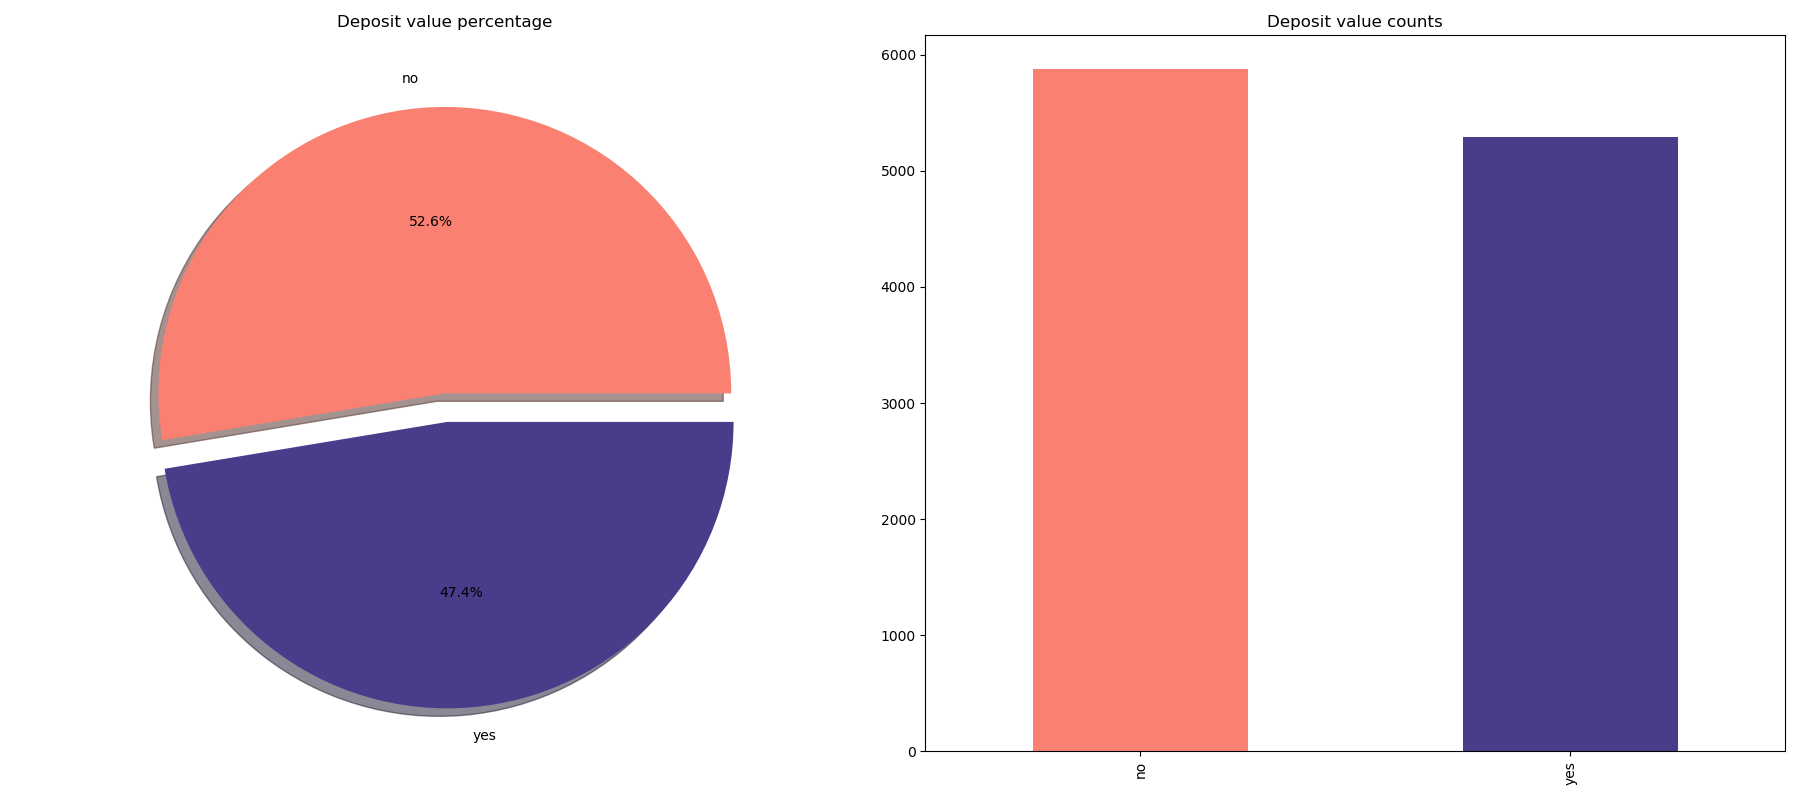 Deposit value percentage
no
52.6%
47.4%
yes
Deposit value counts
6000
5000
4000
3000
2000
1000
0
no
yes